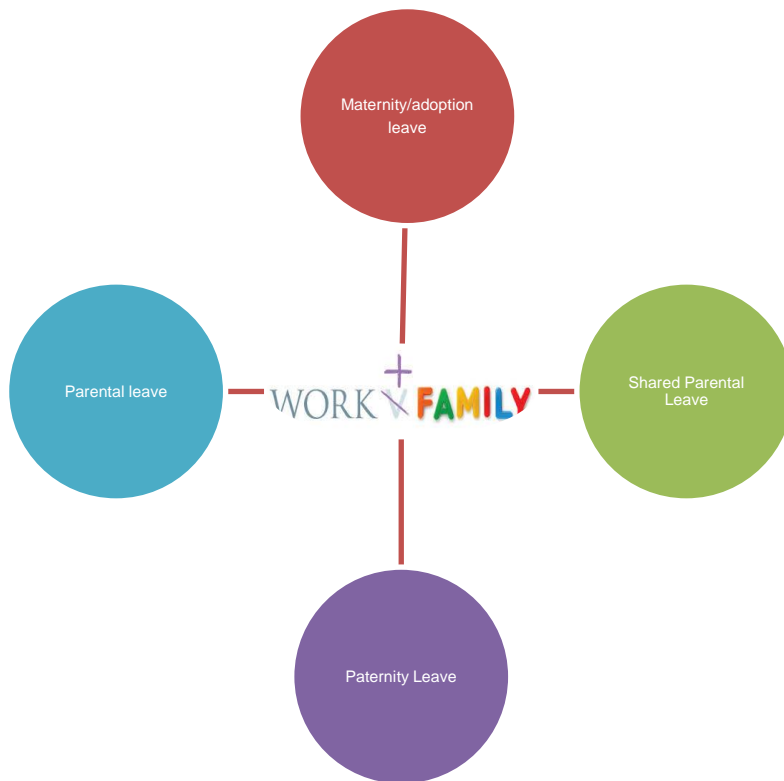 Maternity/adoption
leave
Parental leave
+
WORK V FAMILY
Shared Parental
Leave
Paternity Leave